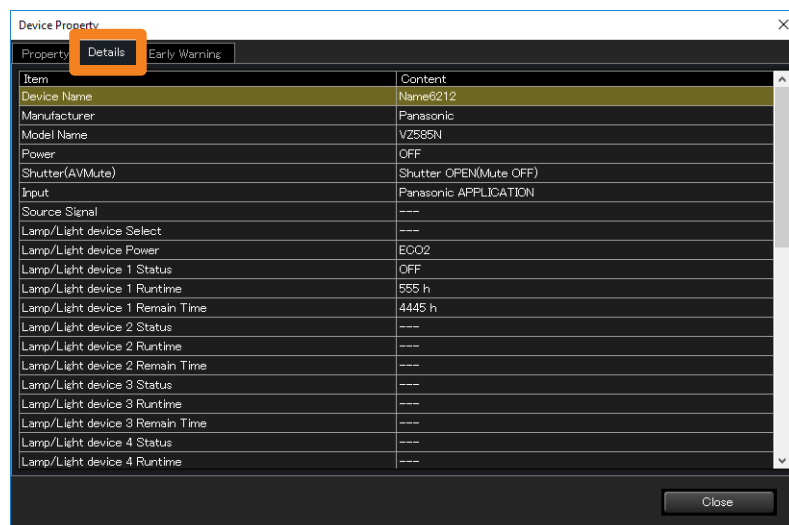 Device Property
Property Details Early Warning
Item Content
Device Name Name6212
Manufacturer Panasonic
Model Name VZ585N
Power OFF
Shutter(AVMute) Shutter OPEN(Mute OFF)
Input Panasonic APPLICATION
Source Signal ---
Lamp/Light device Select ---
Lamp/Light device Power ECO2
Lamp/Light device 1 Status OFF
Lamp/Light device 1 Runtime 555 h
Lamp/Light device 1 Remain Time 4445 h
Lamp/Light device 2 Status ---
Lamp/Light device 2 Runtime ---
Lamp/Light device 2 Remain Time ---
Lamp/Light device 3 Status ---
Lamp/Light device 3 Runtime ---
Lamp/Light device 3 Remain Time ---
Lamp/Light device 4 Status ---
Lamp/Light device 4 Runtime ---
Close